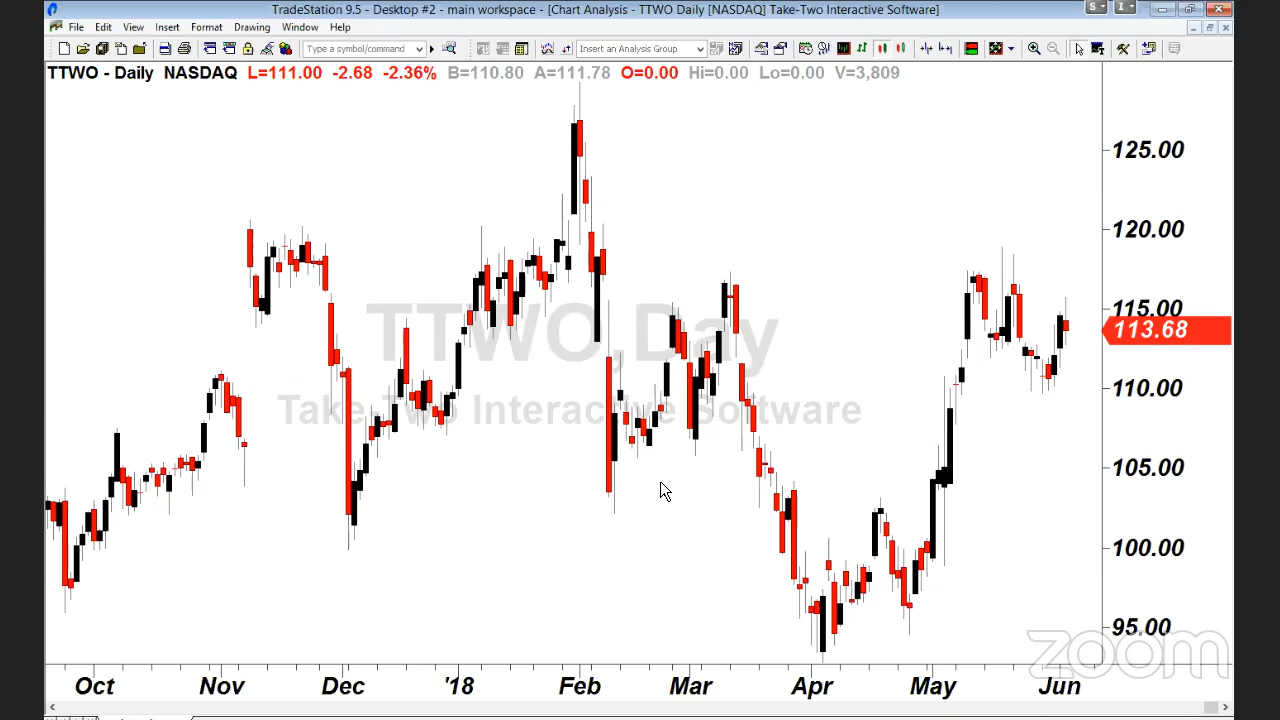 TradeStation 9.5 - Desktop #2 - main workspace - [Chart Analysis - TTWO Daily [NASDAQ] Take-Two Interactive Software]
S
I
File Edit View Insert Format Drawing Window Help
Type a symbol/command
Insert an Analysis Group
TTWO - Daily NASDAQ L=111.00 -2.68 -2.36% B=110.80 A=111.78 O=0.00 Hi=0.00 Lo=0.00 V=3,809
125.00
120.00
115.00
113.68
TTWO,Day
110.00
Take-Two Interactive Software
105.00
100.00
95.00
zoom
Oct Nov Dec '18 Feb Mar Apr May Jun